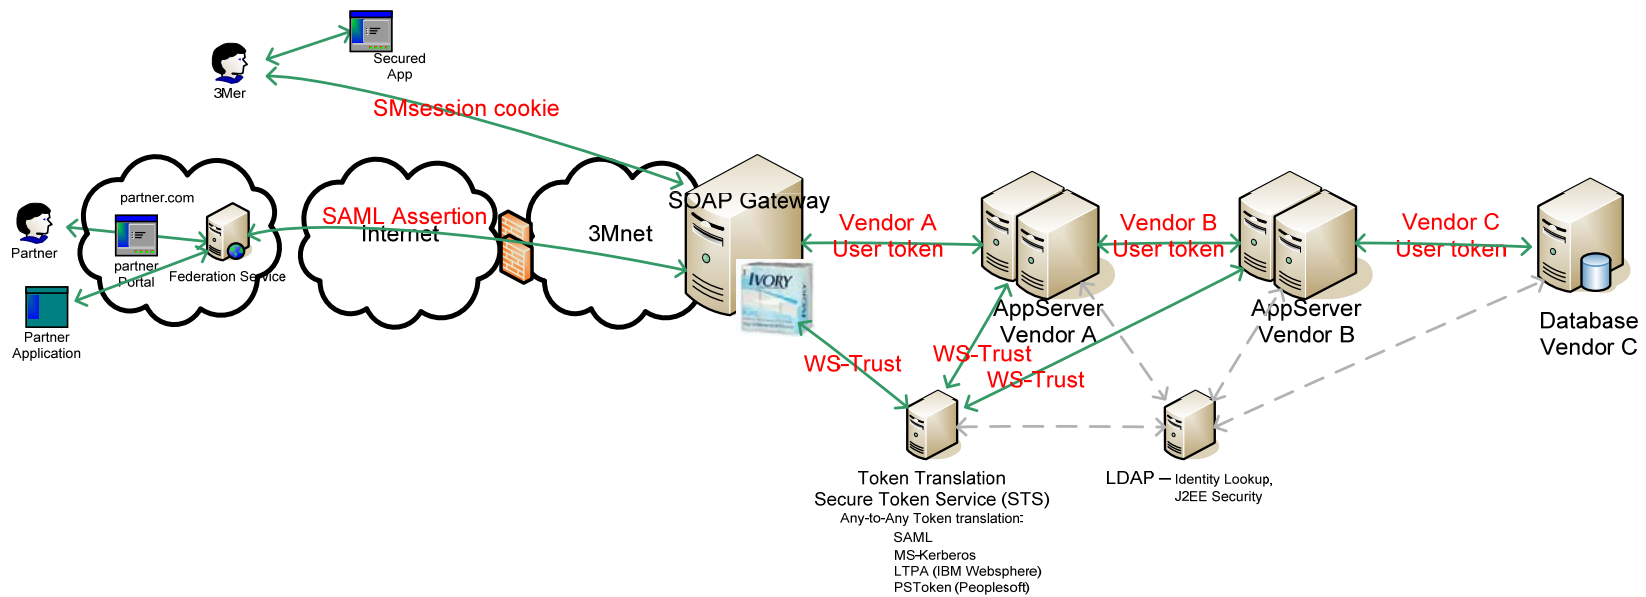 Secured
App
3Mer
SMsession cookie
partner.com
Partner
partner
Portal
Federation Service
Partner
Application
SAML Assertion
Internet
3Mnet
SOAP Gateway
IVORY
Vendor A
User token
Vendor B
User token
Vendor C
User token
AppServer
Vendor A
AppServer
Vendor B
Database
Vendor C
WS-Trust
WS-Trust
WS-Trust
Token Translation
Secure Token Service (STS)
Any-to-Any Token translation:
SAML
MS-Kerberos
LTPA (IBM Websphere)
PSToken (Peoplesoft)
LDAP – Identity Lookup,
J2EE Security